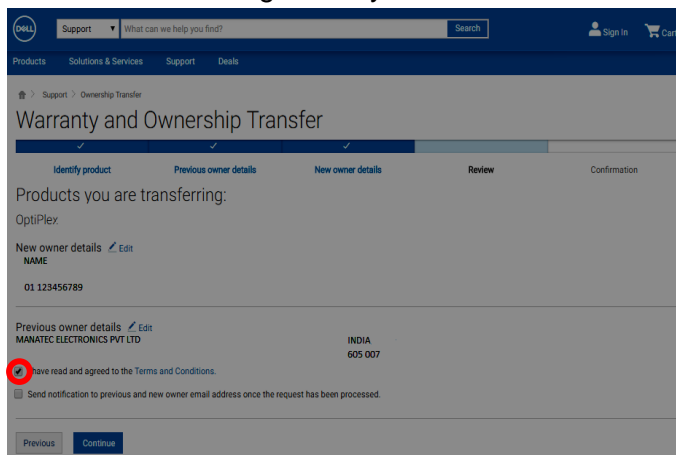 DELL
Support ▼ What can we help you find? Search Sign In Cart
Products Solutions & Services Support Deals
Support > Ownership Transfer
Warranty and Ownership Transfer
Identify product Previous owner details New owner details Review Confirmation
Products you are transferring:
OptiPlex
New owner details Edit
NAME
01 123456789
Previous owner details Edit
MANATEC ELECTRONICS PVT LTD INDIA
605 007
I have read and agreed to the Terms and Conditions.
Send notification to previous and new owner email address once the request has been processed.
Previous Continue